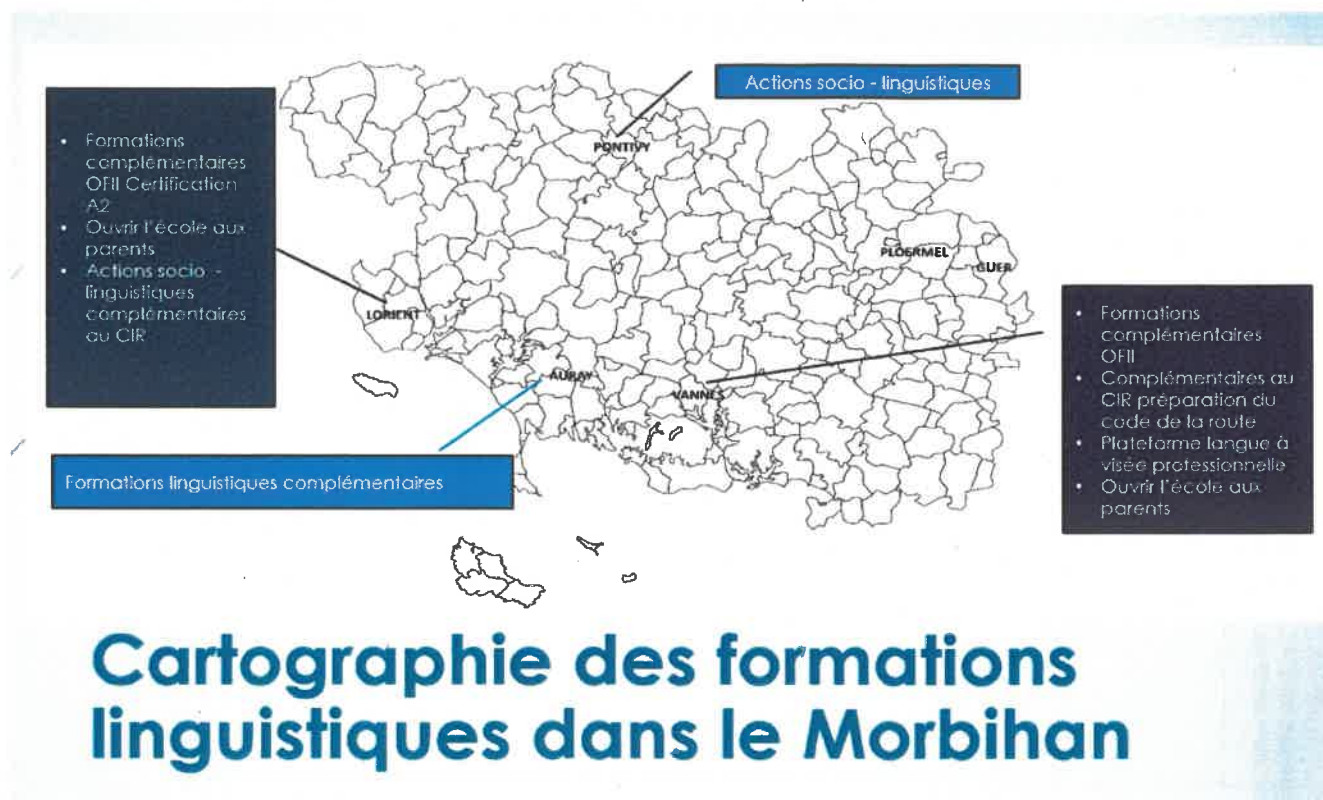 Actions socio - linguistiques
• Formations
complémentaires
OFII Certification
A2
• Ouvrir l'école aux
parents
• Actions socio -
linguistiques
complémentaires
au CIR
PONTIVY
PLOERMEL
GUER
LORIENT
AURAY
VANNES
• Formations
complémentaires
OFII
• Complémentaires au
CIR préparation du
code de la route
• Plateforme langue à
visée professionnelle
• Ouvrir l'école aux
parents
Formations linguistiques complémentaires
Cartographie des formations
linguistiques dans le Morbihan